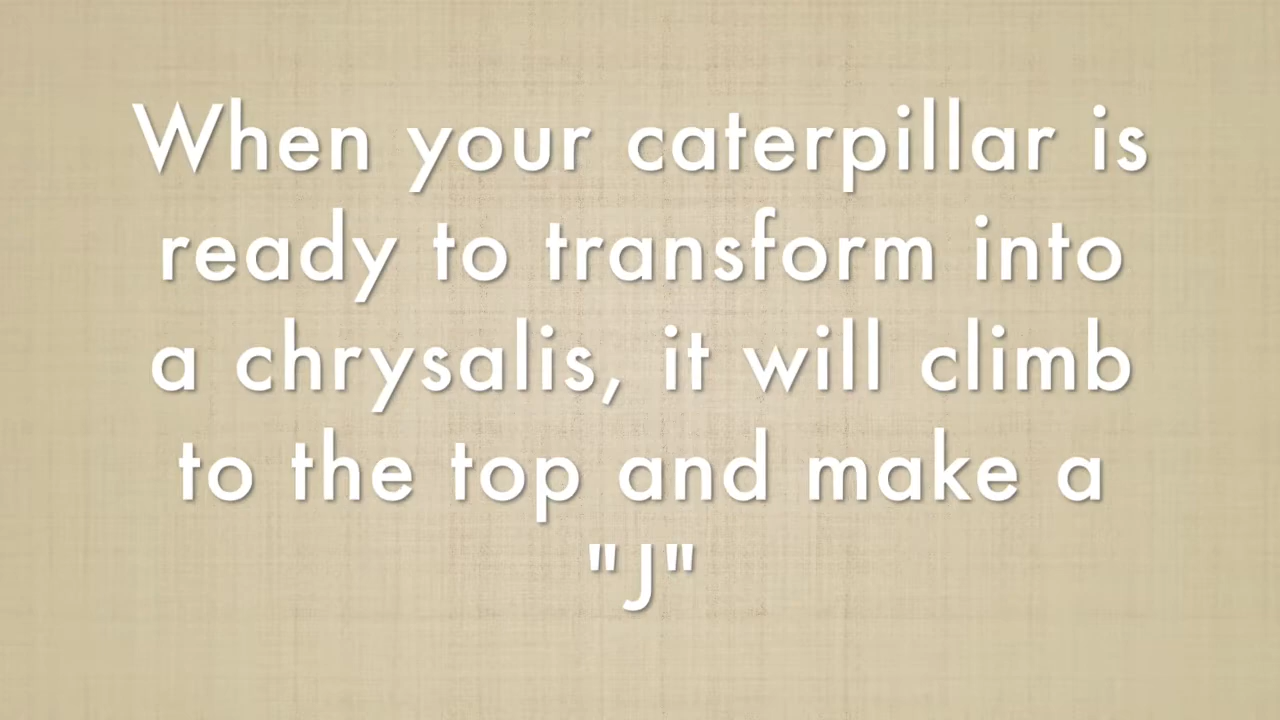 When your caterpillar is
ready to transform into
a chrysalis, it will climb
to the top and make a
"J"